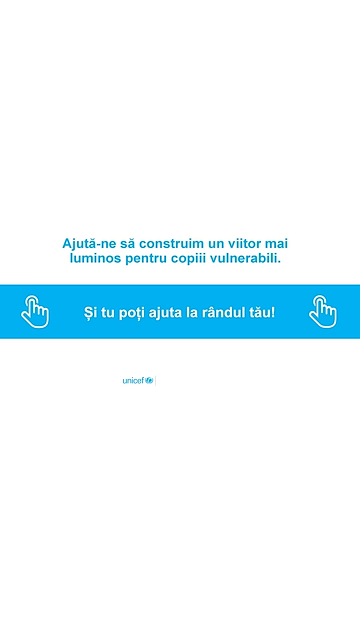 Ajută-ne să construim un viitor mai
luminos pentru copiii vulnerabili.
Și tu poți ajuta la rândul tău!
unicef